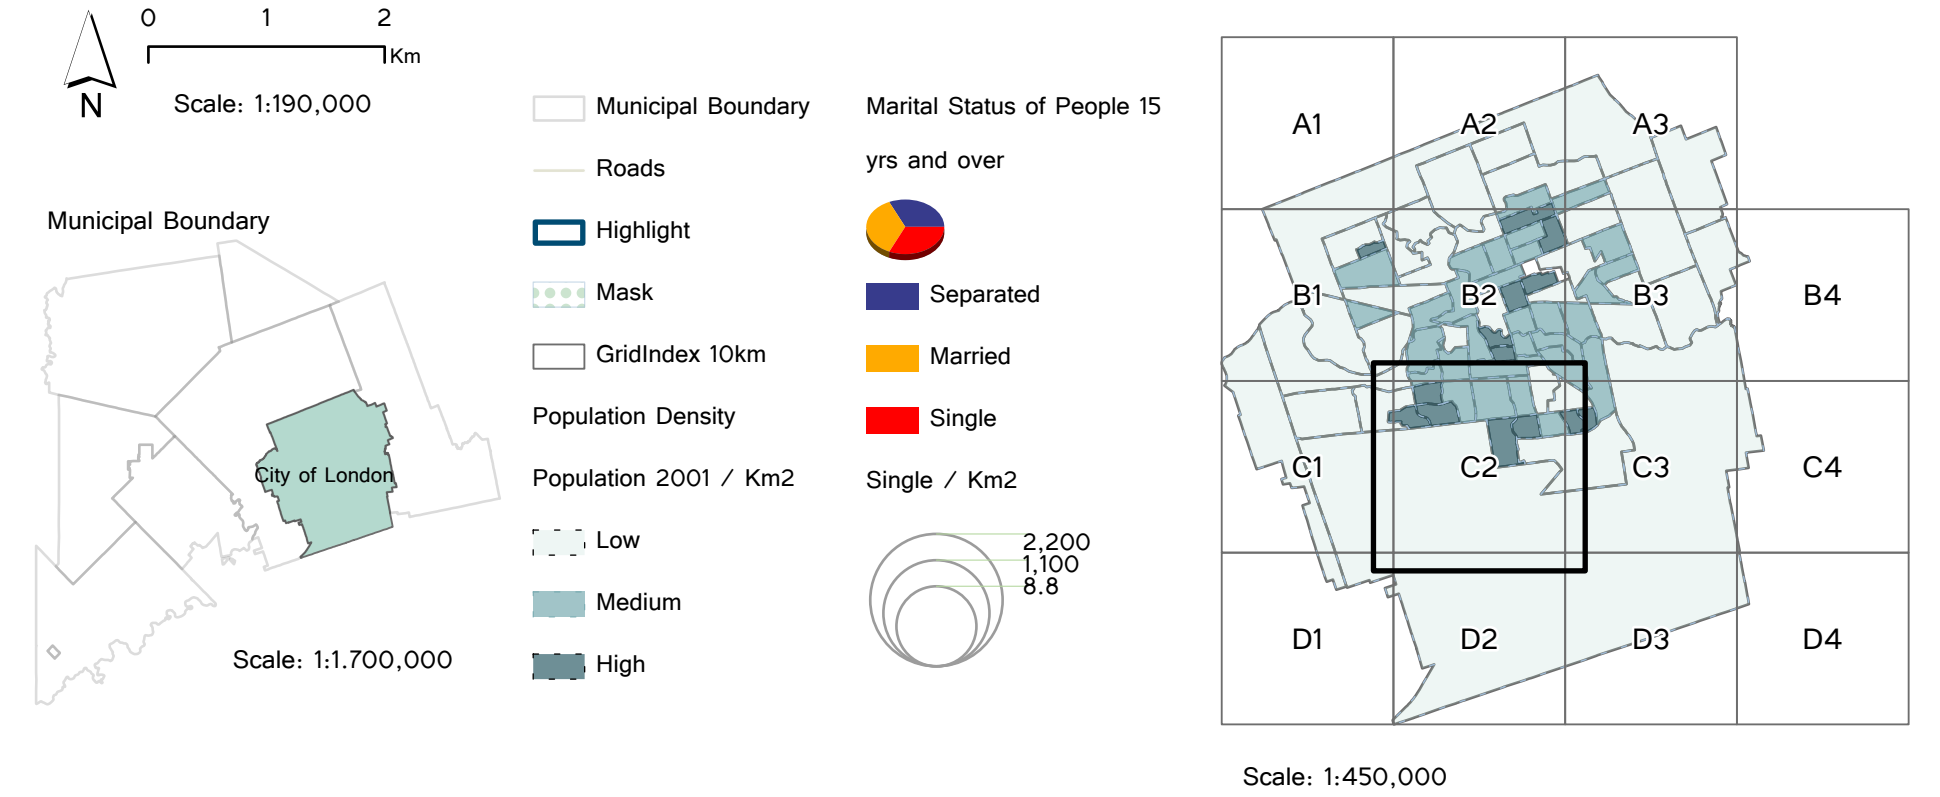 0 1 2
Km
N
Scale: 1:190,000
Municipal Boundary
City of London
Scale: 1:1.700,000
Municipal Boundary
Roads
Highlight
Mask
GridIndex 10km
Population Density
Population 2001 / Km2
Low
Medium
High
Marital Status of People 15
yrs and over
Separated
Married
Single
Single / Km2
2,200
1,100
8.8
A1 A2 A3
B1 B2 B3 B4
C1 C2 C3 C4
D1 D2 D3 D4
Scale: 1:450,000